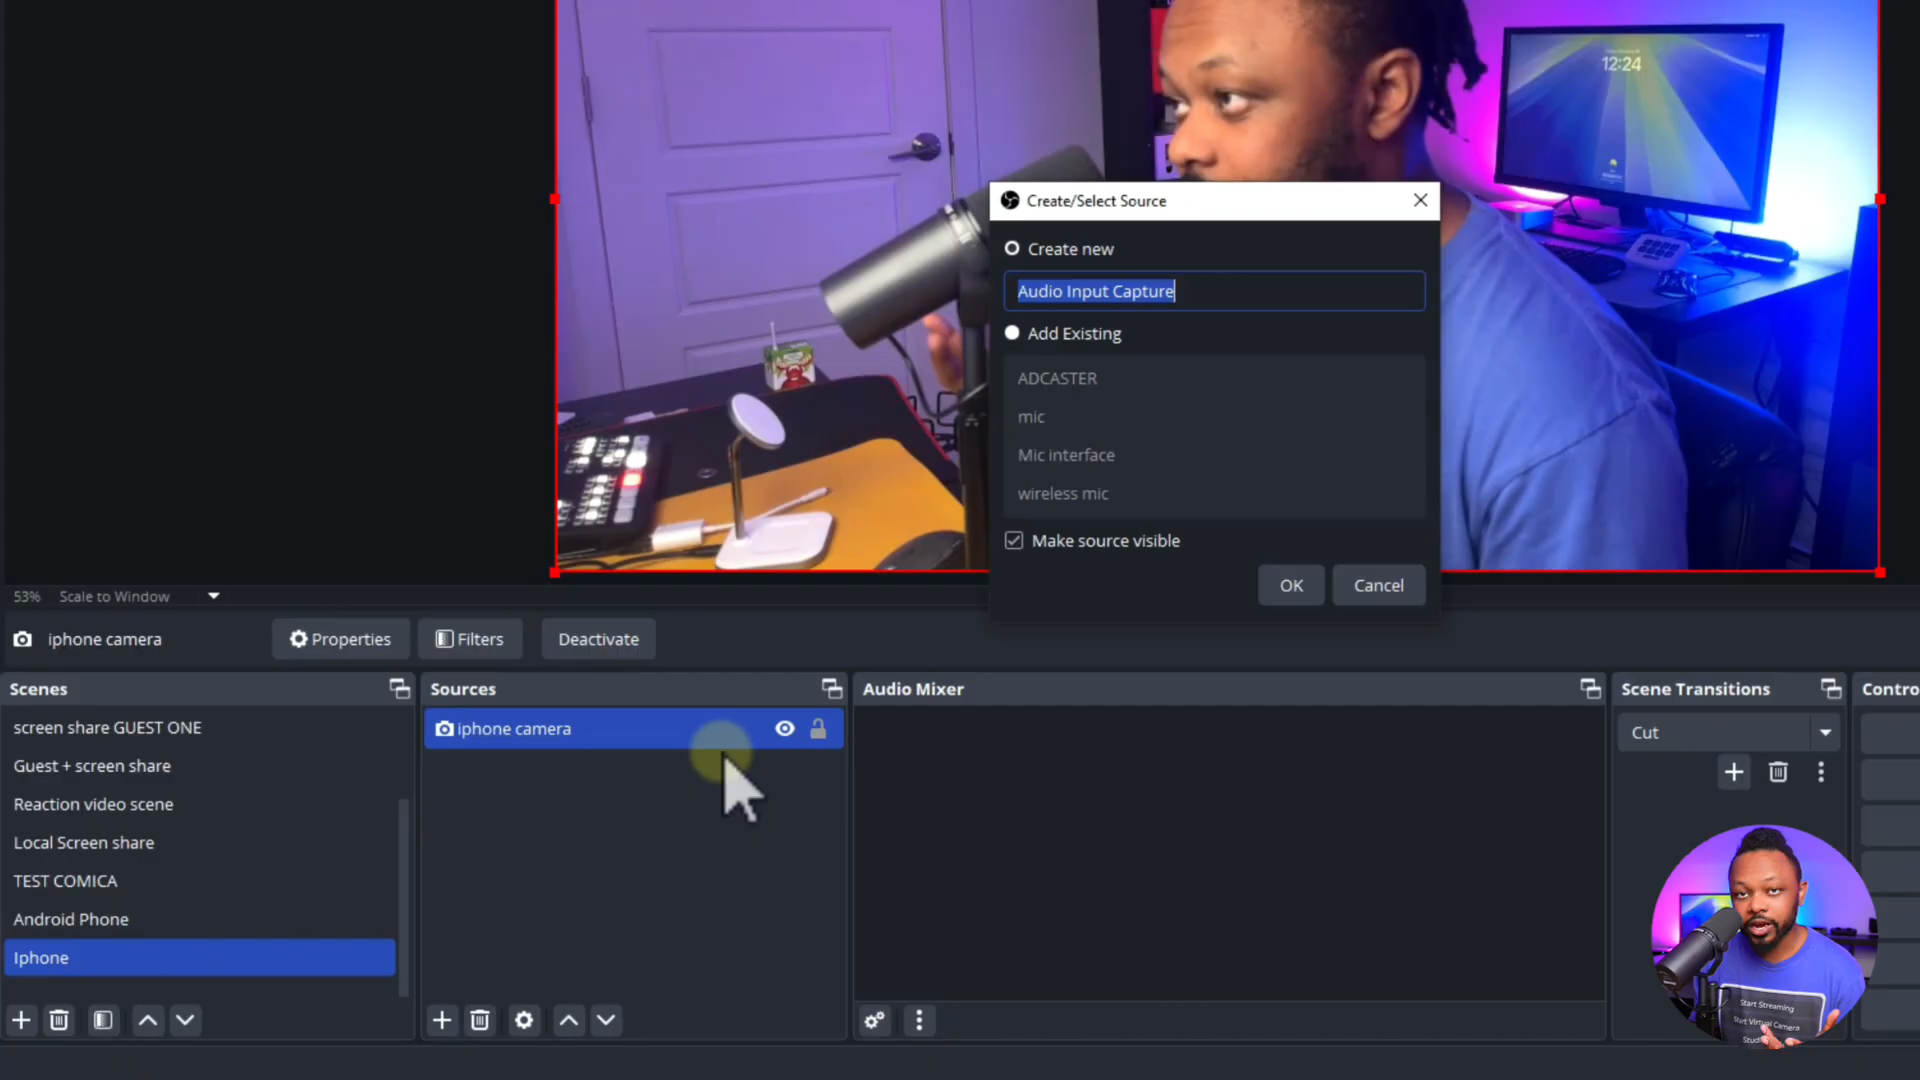 12:24
Create/Select Source
Create new
Audio Input Capture
Add Existing
ADCASTER
mic
Mic interface
wireless mic
Make source visible
OK Cancel
53% Scale to Window
iphone camera Properties Filters Deactivate
Scenes Sources Audio Mixer Scene Transitions Contro
screen share GUEST ONE
iphone camera
Cut
Guest + screen share
Reaction video scene
Local Screen share
TEST COMICA
Android Phone
Iphone
Start Streaming
Start Virtual Camera